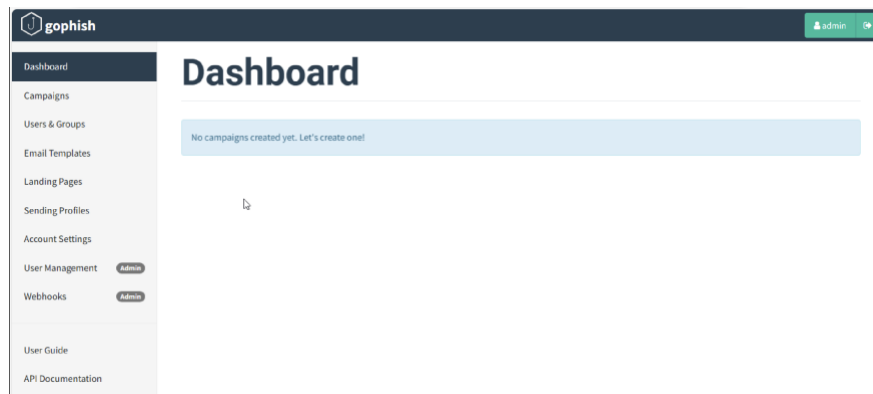 gophish
admin
Dashboard
Campaigns
Users & Groups
Email Templates
Landing Pages
Sending Profiles
Account Settings
User Management Admin
Webhooks Admin
User Guide
API Documentation
Dashboard
No campaigns created yet. Let's create one!